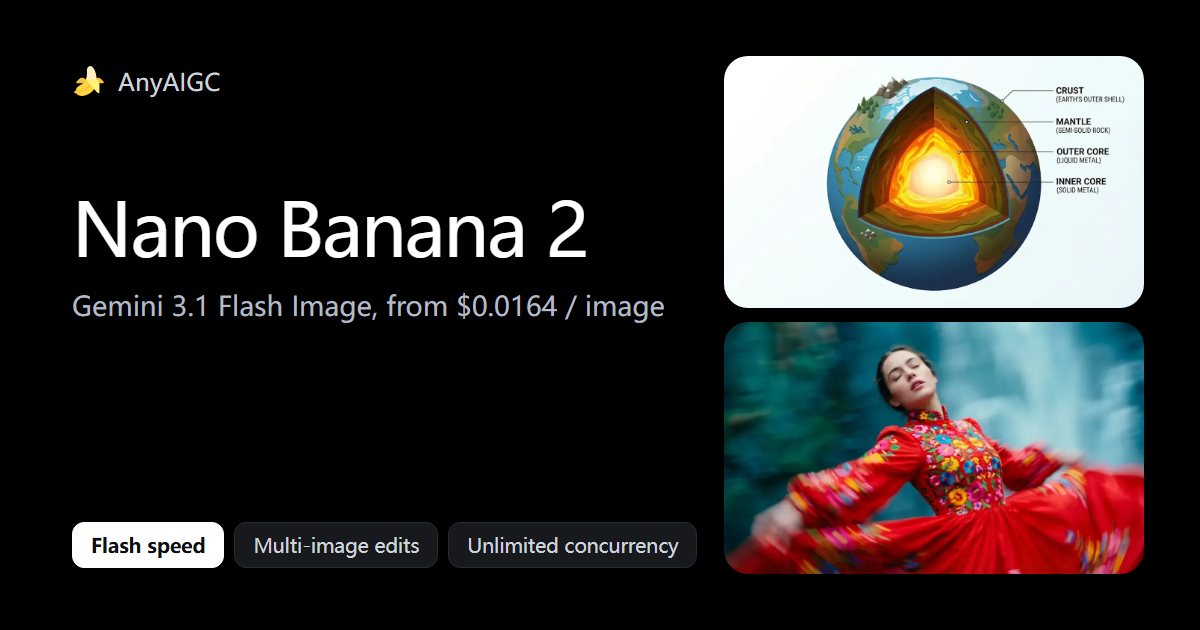 AnyAIGC
Nano Banana 2
Gemini 3.1 Flash Image, from $0.0164 / image
Flash speed
Multi-image edits
Unlimited concurrency
CRUST
(EARTH'S OUTER SHELL)
MANTLE
(SEMI-SOLID ROCK)
OUTER CORE
(LIQUID METAL)
INNER CORE
(SOLID METAL)